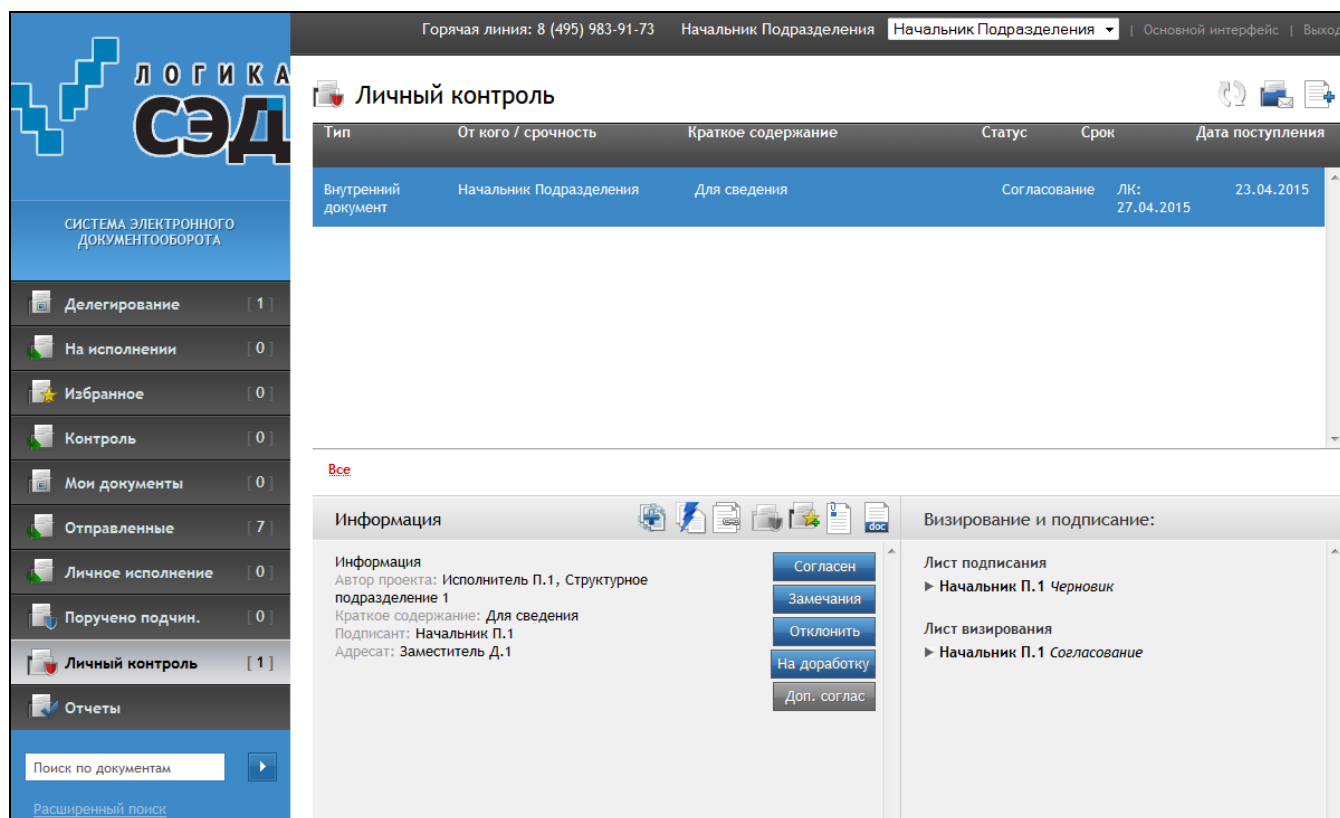 Горячая линия: 8 (495) 983-91-73 Начальник Подразделения Начальник Подразделения | Основной интерфейс | Выход
ЛОГИКА
СЭД
СИСТЕМА ЭЛЕКТРОННОГО
ДОКУМЕНТООБОРОТА
Делегирование [ 1 ]
На исполнении [ 0 ]
Избранное [ 0 ]
Контроль [ 0 ]
Мои документы [ 0 ]
Отправленные [ 7 ]
Личное исполнение [ 0 ]
Поручено подчин. [ 0 ]
Личный контроль [ 1 ]
Отчеты
Поиск по документам
Расширенный поиск
Личный контроль
Тип От кого / срочность Краткое содержание Статус Срок Дата поступления
Внутренний Начальник Подразделения Для сведения Согласование ЛК: 23.04.2015
документ 27.04.2015
Все
Информация
doc
Информация
Автор проекта: Исполнитель П.1, Структурное
подразделение 1
Краткое содержание: Для сведения
Подписант: Начальник П.1
Адресат: Заместитель Д.1
Согласен
Замечания
Отклонить
На доработку
Доп. соглас
Визирование и подписание:
Лист подписания
Начальник П.1 Черновик
Лист визирования
Начальник П.1 Согласование